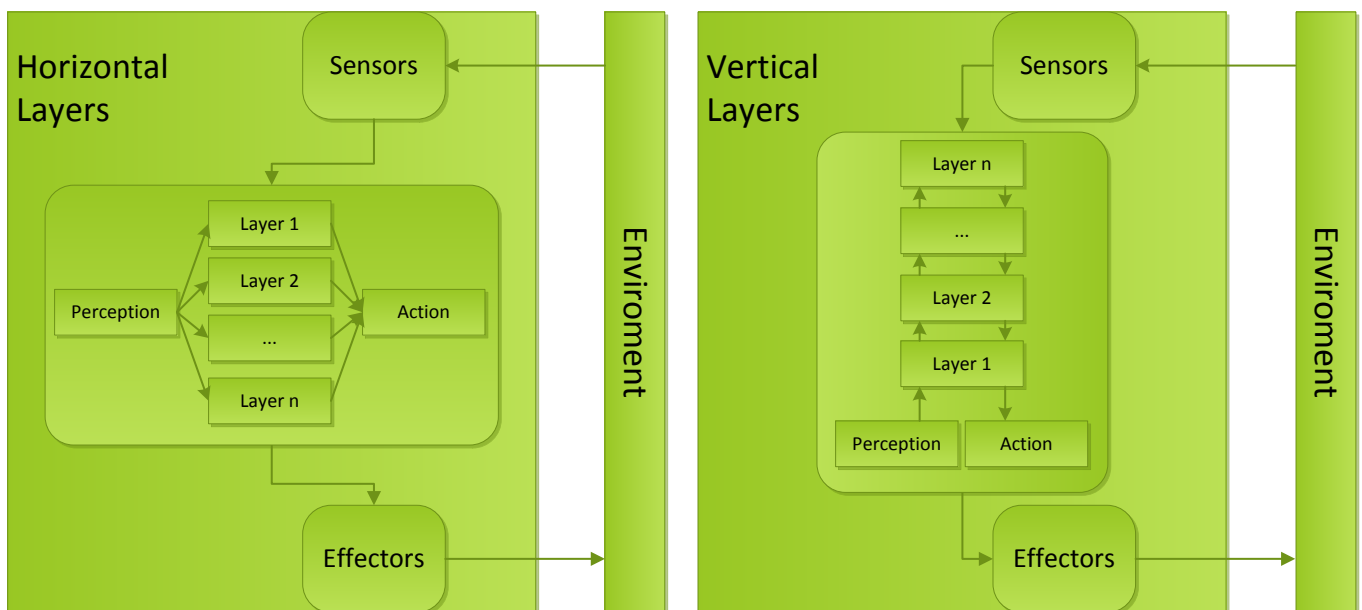 Horizontal
Layers
Sensors
Layer 1
Layer 2
Perception
Action
...
Layer n
Effectors
Enviroment
Vertical
Layers
Sensors
Layer n
...
Layer 2
Layer 1
Perception
Action
Effectors
Enviroment